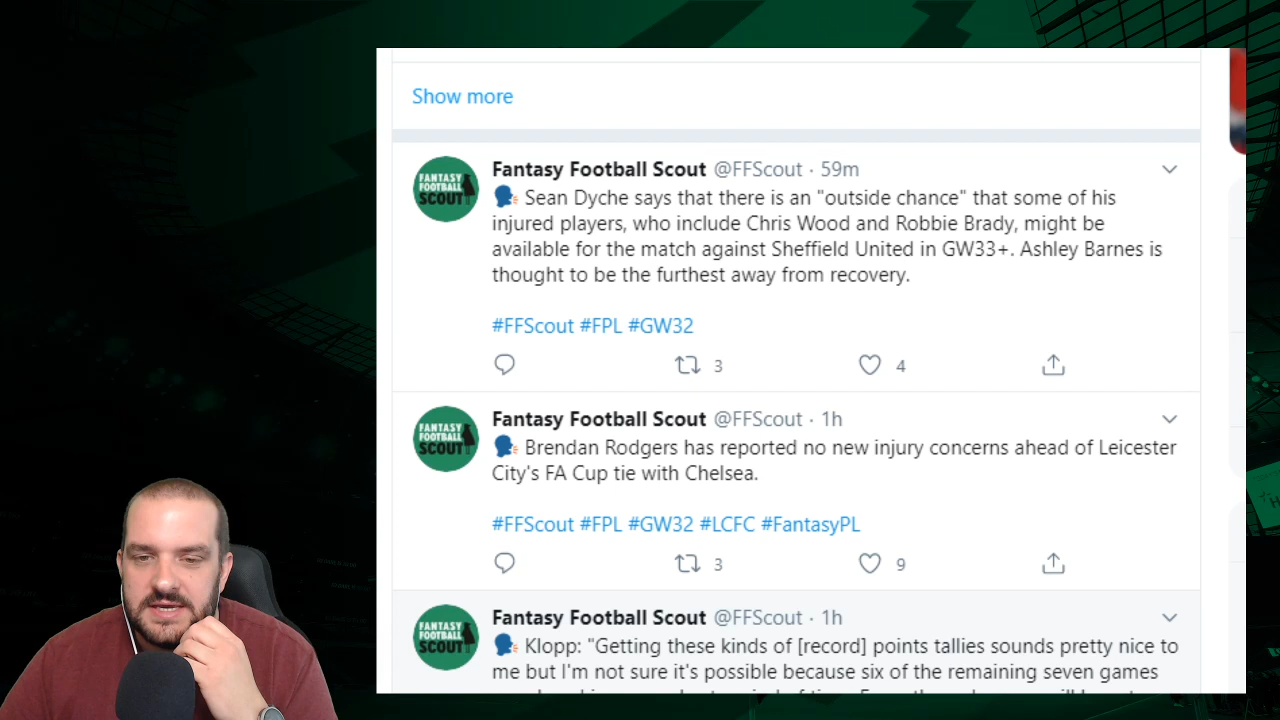 Show more
Fantasy Football Scout @FFScout · 59m
Sean Dyche says that there is an "outside chance" that some of his
injured players, who include Chris Wood and Robbie Brady, might be
available for the match against Sheffield United in GW33+. Ashley Barnes is
thought to be the furthest away from recovery.
#FFScout #FPL #GW32
3 4
FANTASY
FOOTBALL
SCOUT
Fantasy Football Scout @FFScout · 1h
Brendan Rodgers has reported no new injury concerns ahead of Leicester
City's FA Cup tie with Chelsea.
#FFScout #FPL #GW32 #LCFC #FantasyPL
3 9
FANTASY
FOOTBALL
SCOUT
Fantasy Football Scout @FFScout · 1h
Klopp: "Getting these kinds of [record] points tallies sounds pretty nice to
me but I'm not sure it's possible because six of the remaining seven games
FANTASY
FOOTBALL
SCOUT